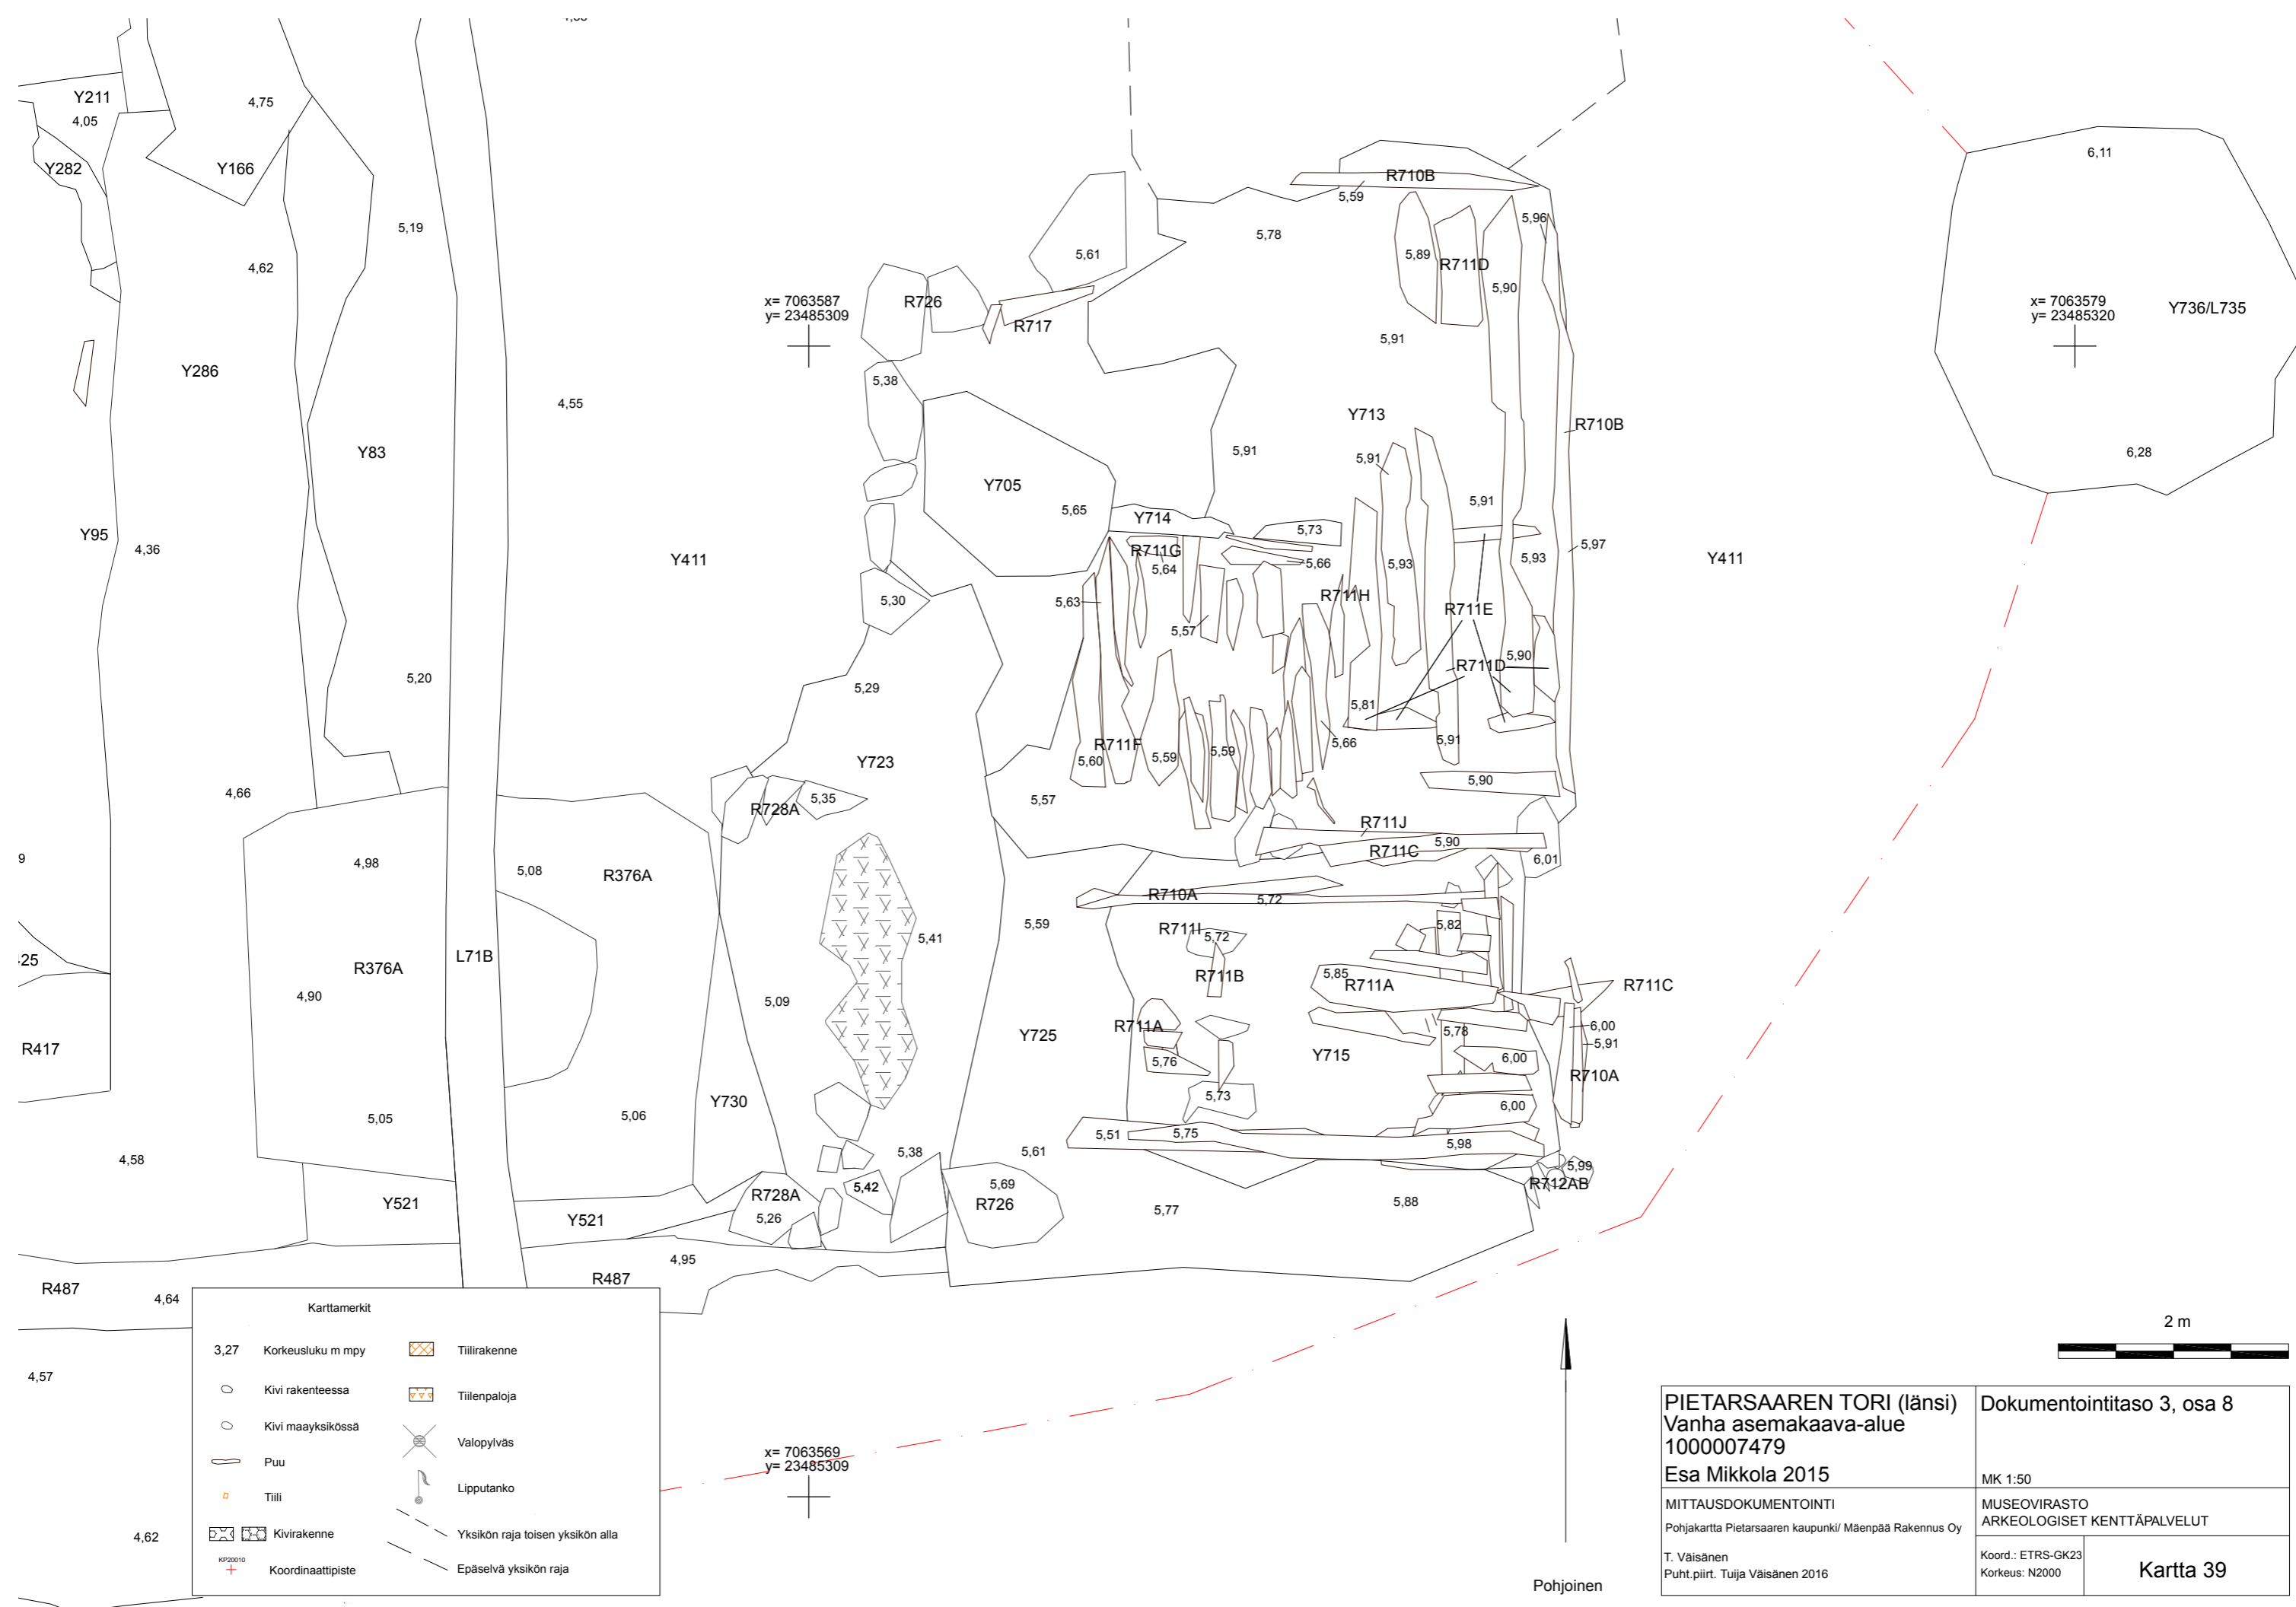 Y211
4,05
4,75
Y282
Y166
5,19
4,62
Y286
Y83
Y95
4,36
4,55
Y411
5,20
4,66
9
4,98
5,08
R376A
R376A
L71B
4,90
R417
5,05
5,06
4,58
Y521
Y521
R487
4,64
R487
4,95
4,57
4,62
x= 7063587
y= 23485309
R726
5,61
R717
5,38
Y705
5,65
5,30
5,29
Y723
R728A
5,35
5,41
5,09
Y730
5,38
R728A
5,26
5,42
5,69
R726
5,61
5,59
5,57
Y725
R710B
5,59
5,78
5,96
5,89
R711D
5,90
5,91
Y713
R710B
5,91
5,91
5,91
Y714
5,73
R711G
5,64
5,66
5,93
5,93
5,97
Y411
5,63
R711H
R711E
5,57
R711D
5,90
5,81
5,91
5,66
R711F
5,60
5,59
5,59
5,90
R711J
5,90
R711C
6,01
R710A
5,72
R711I
5,72
5,82
R711B
5,85
R711A
R711C
R711A
5,76
Y715
5,78
6,00
5,91
6,00
R710A
5,73
6,00
5,51
5,75
5,98
5,99
R712AB
5,77
5,88
6,11
x= 7063579
y= 23485320
Y736/L735
6,28
x= 7063569
y= 23485309
Karttamerkit
3,27 Korkeusluku m mpy
Kivi rakenteessa
Kivi maayksikössä
Puu
Tiili
Kivirakenne
KP20010
Koordinaattipiste
Tiilirakenne
Tiilenpaloja
Valopylväs
Lipputanko
Yksikön raja toisen yksikön alla
Epäselvä yksikön raja
Pohjoinen
2 m
PIETARSAAREN TORI (länsi)
Vanha asemakaava-alue
1000007479
Esa Mikkola 2015
Dokumentointitaso 3, osa 8
MK 1:50
MITTAUSDOKUMENTOINTI
Pohjakartta Pietarsaaren kaupunki/ Mäenpää Rakennus Oy
T. Väisänen
Puht.piirt. Tuija Väisänen 2016
MUSEOVIRASTO
ARKEOLOGISET KENTTÄPALVELUT
Koord.: ETRS-GK23
Korkeus: N2000
Kartta 39